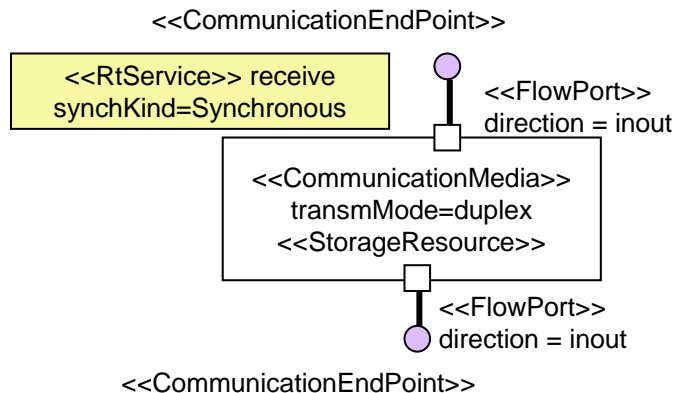 <<CommunicationEndPoint>>
<<RtService>> receive
synchKind=Synchronous
<<FlowPort>>
direction = inout
<<CommunicationMedia>>
transmMode=duplex
<<StorageResource>>
<<FlowPort>>
direction = inout
<<CommunicationEndPoint>>